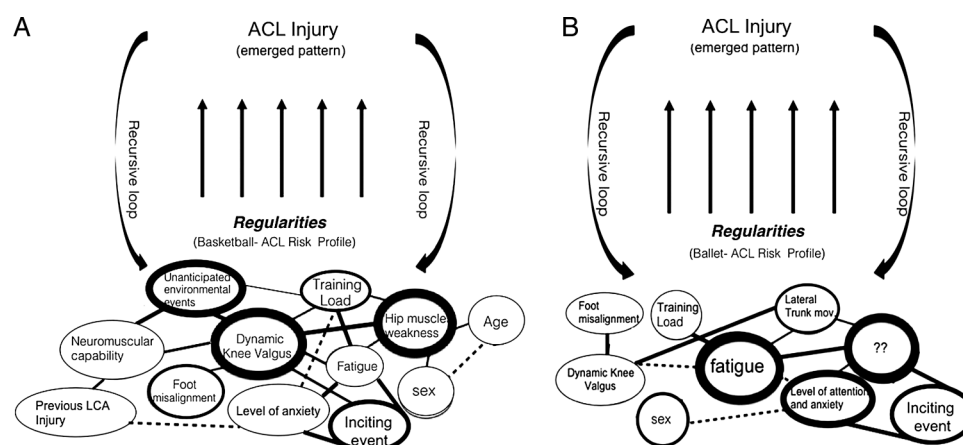 A
ACL Injury
(emerged pattern)
Recursive loop
Recursive loop
Regularities
(Basketball- ACL Risk Profile)
Unanticipated
environmental
events
Training
Load
Hip muscle
weakness
Age
Neuromuscular
capability
Dynamic
Knee Valgus
Fatigue
Foot
misalignment
sex
Previous LCA
Injury
Level of anxiety
Inciting
event
B
ACL Injury
(emerged pattern)
Recursive loop
Recursive loop
Regularities
(Ballet- ACL Risk Profile)
Foot
misalignment
Training
Load
Lateral
Trunk mov.
Dynamic Knee
Valgus
fatigue
??
Level of attention
and anxiety
sex
Inciting
event